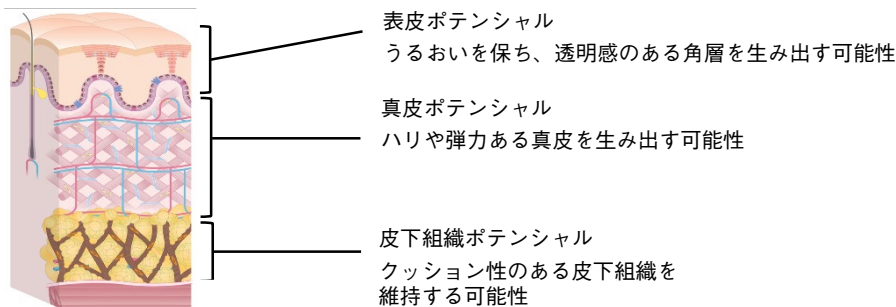 表皮ポテンシャル
うるおいを保ち、透明感のある角層を生み出す可能性
真皮ポテンシャル
ハリや弾力ある真皮を生み出す可能性
皮下組織ポテンシャル
クッション性のある皮下組織を
維持する可能性